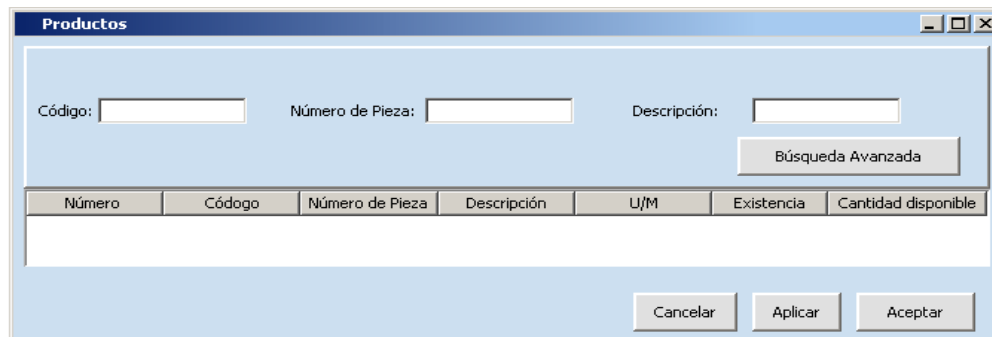 Productos
Código: Número de Pieza: Descripción:
Búsqueda Avanzada
Número Códogo Número de Pieza Descripción U/M Existencia Cantidad disponible
Cancelar Aplicar Aceptar